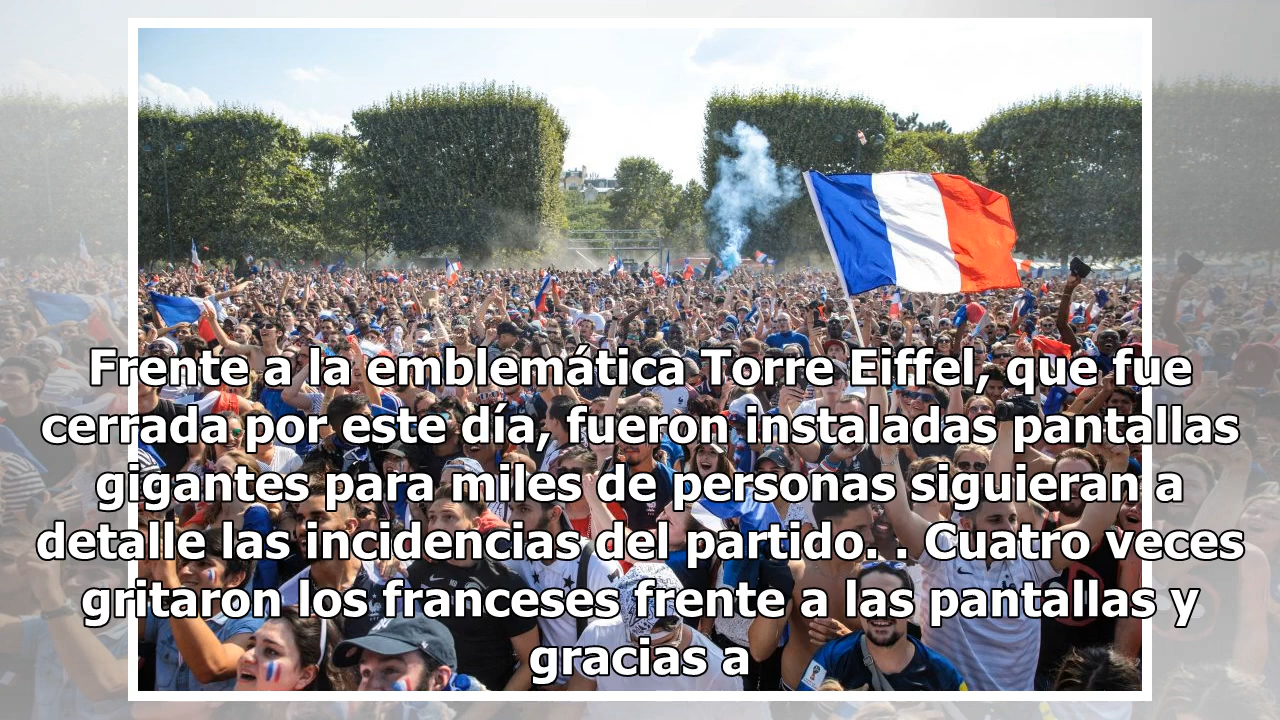 Frente a la emblemática Torre Eiffel, que fue
cerrada por este día, fueron instaladas pantallas
gigantes para miles de personas siguieran a
detalle las incidencias del partido. . Cuatro veces
gritaron los franceses frente a las pantallas y
gracias a